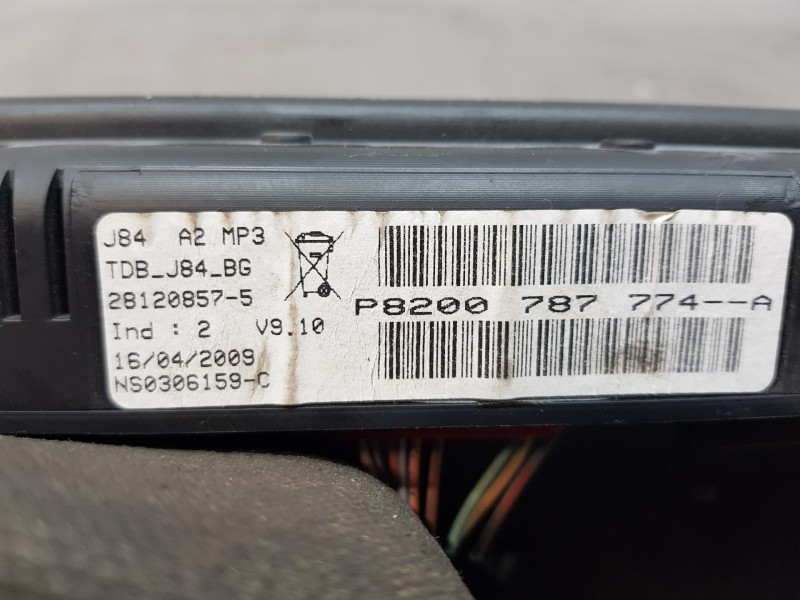 J84 A2 MP3
TDB_J84_BG
28120857-5
Ind : 2 V9.10
16/04/2009
NS0306159-C
P8200 787 774--A